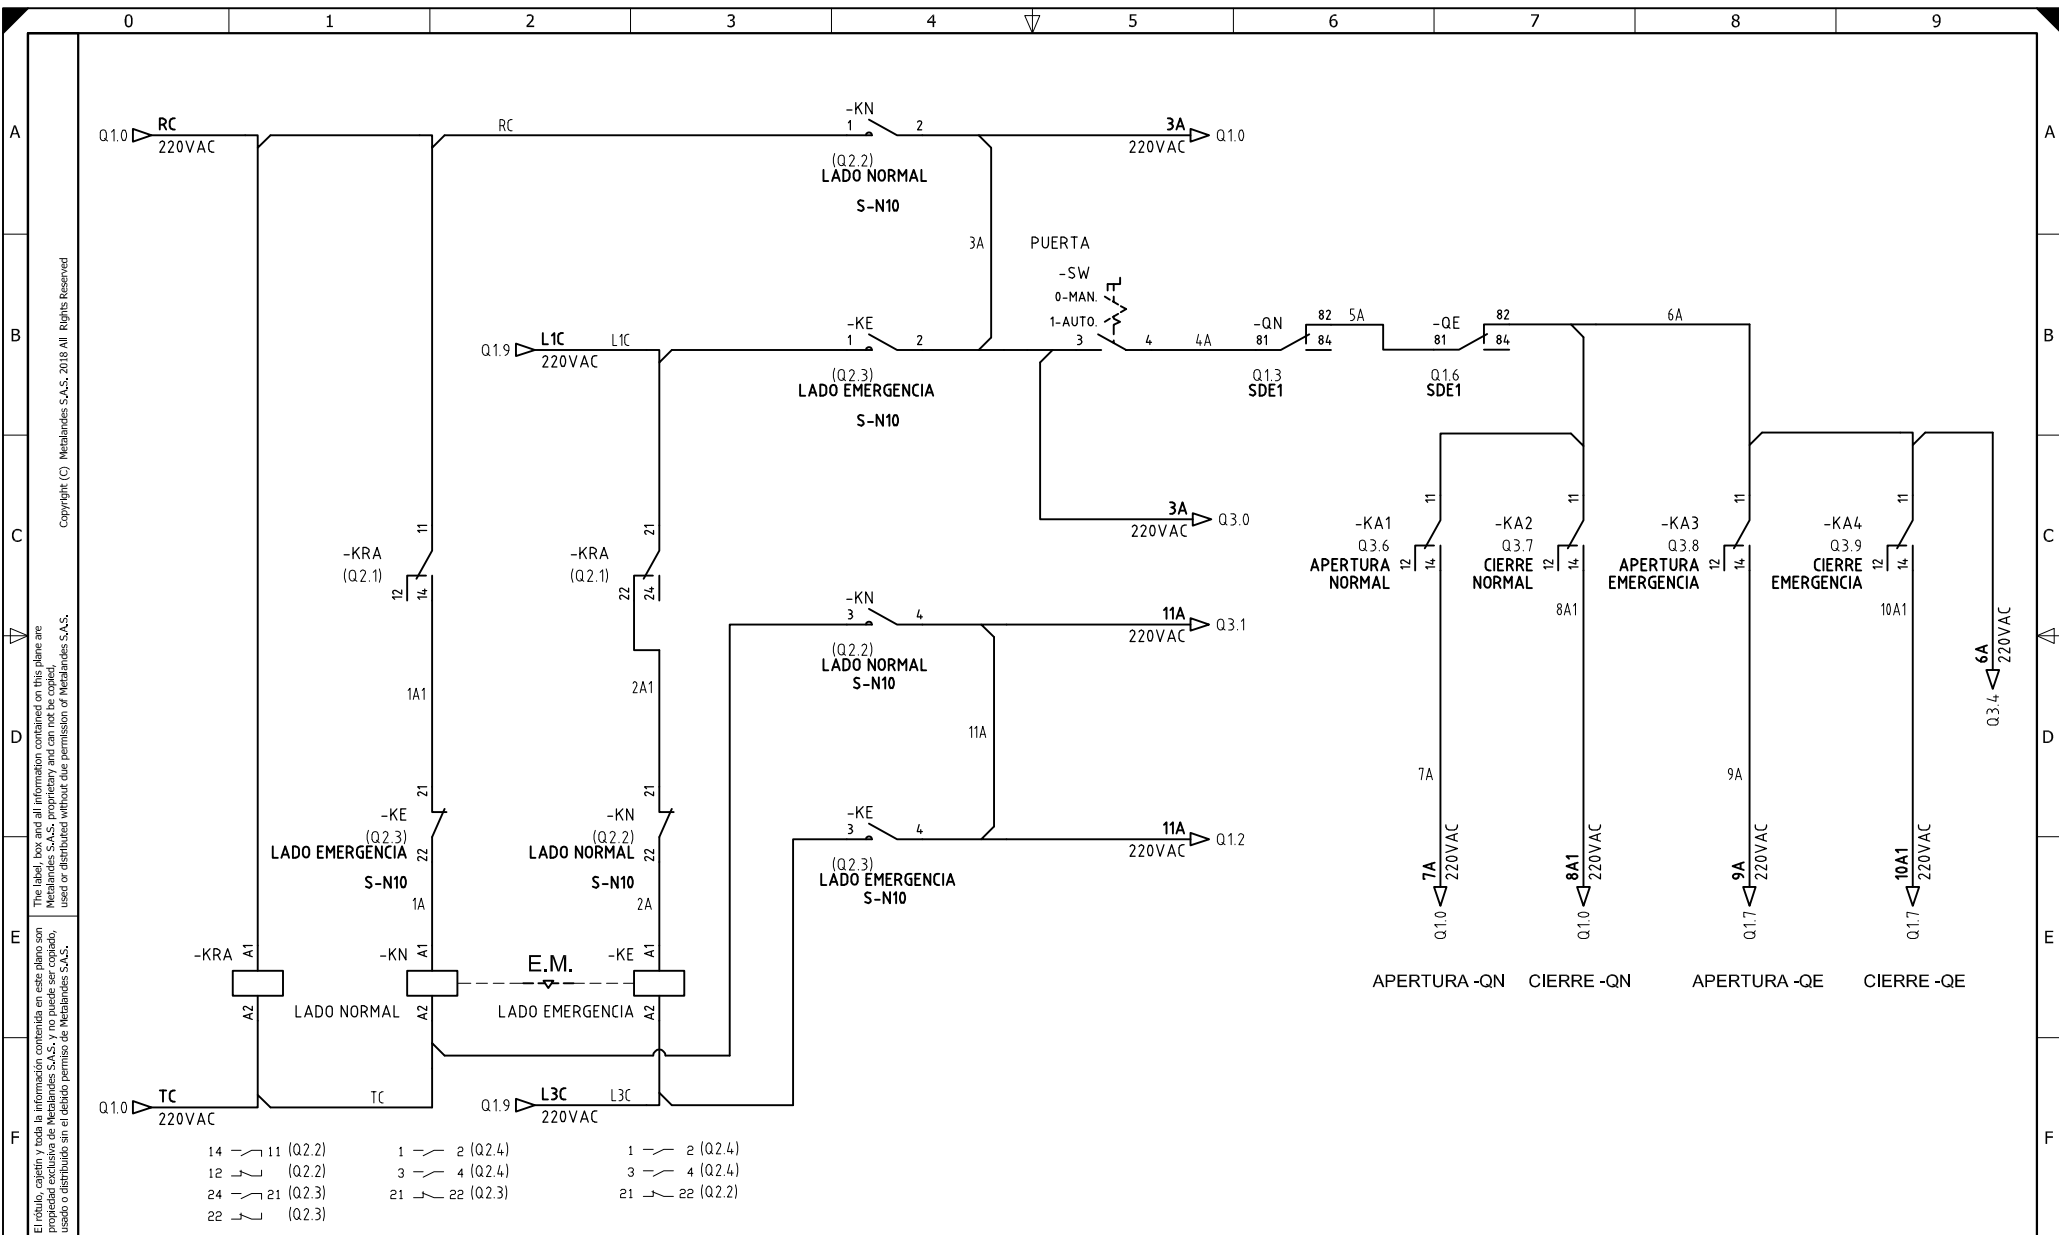 0 1 2 3 4 5 6 7 8 9
A A
B B
C C
D D
E E
F F
Copyright (C) Metalandes S.A.S. 2018 All Rights Reserved
The label, box and all information contained on this plane are
Metalandes S.A.S. proprietary and can not be copied,
used or distributed without due permission of Metalandes S.A.S.
El rótulo, cajetín y toda la información contenida en este plano son
propiedad exclusiva de Metalandes S.A.S. y no puede ser copiado,
usado o distribuido sin el debido permiso de Metalandes S.A.S.
Q1.0 RC
220VAC
RC
-KN
1 2
(Q2.2)
LADO NORMAL
S-N10
3A
220VAC
Q1.0
3A
PUERTA
-SW
0-MAN.
1-AUTO.
3 4
4A
Q1.9 L1C
220VAC
L1C
-KE
1 2
(Q2.3)
LADO EMERGENCIA
S-N10
-QN
81 82 84
Q1.3
SDE1
5A
-QE
81 82 84
Q1.6
SDE1
6A
3A
220VAC
Q3.0
-KRA
(Q2.1)
11 12 14
-KRA
(Q2.1)
21 22 24
-KA1
Q3.6
APERTURA
NORMAL
11 12 14
-KA2
Q3.7
CIERRE
NORMAL
11 12 14
-KA3
Q3.8
APERTURA
EMERGENCIA
11 12 14
-KA4
Q3.9
CIERRE
EMERGENCIA
11 12 14
8A1
10A1
6A
220VAC
Q3.4
-KN
3 4
(Q2.2)
LADO NORMAL
S-N10
11A
220VAC
Q3.1
1A1
2A1
11A
7A
9A
-KE
(Q2.3)
LADO EMERGENCIA
S-N10
21 22
1A
-KN
(Q2.2)
LADO NORMAL
S-N10
21 22
2A
-KE
3 4
(Q2.3)
LADO EMERGENCIA
S-N10
11A
220VAC
Q1.2
7A
220VAC
Q1.0
8A1
220VAC
Q1.0
9A
220VAC
Q1.7
10A1
220VAC
Q1.7
-KRA
A1 A2
-KN
A1 A2
LADO NORMAL
E.M.
-KE
A1 A2
LADO EMERGENCIA
APERTURA -QN
CIERRE -QN
APERTURA -QE
CIERRE -QE
Q1.0 TC
220VAC
TC
Q1.9 L3C
220VAC
L3C
14 11 (Q2.2)
12 (Q2.2)
24 21 (Q2.3)
22 (Q2.3)
1 2 (Q2.4)
3 4 (Q2.4)
21 22 (Q2.3)
1 2 (Q2.4)
3 4 (Q2.4)
21 22 (Q2.2)